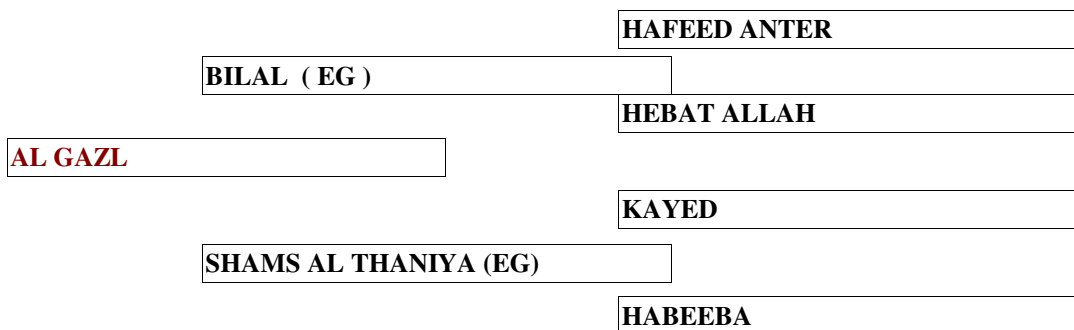 HAFEED ANTER
BILAL ( EG )
HEBAT ALLAH
AL GAZL
KAYED
SHAMS AL THANIYA (EG)
HABEEBA